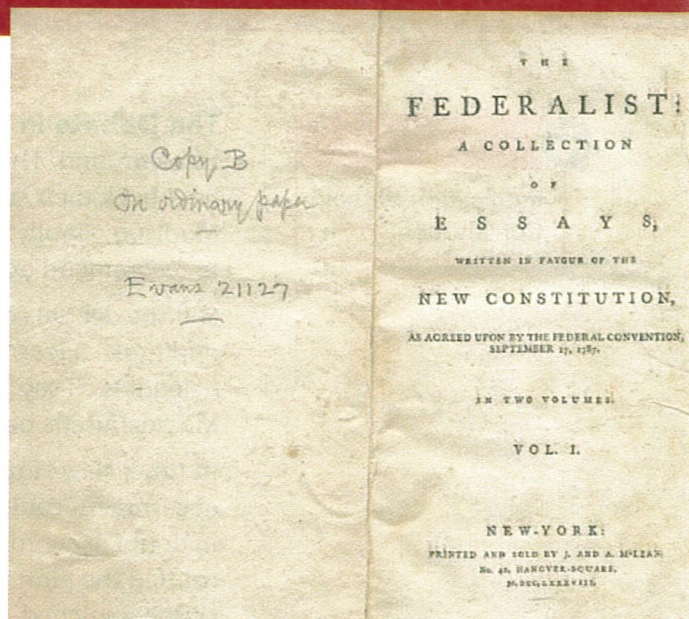 Copy B
On ordinary paper
Evans 21127
THE
FEDERALIST:
A COLLECTION
OF
ESSAYS,
WRITTEN IN FAVOUR OF THE
NEW CONSTITUTION,
AS AGREED UPON BY THE FEDERAL CONVENTION,
SEPTEMBER 17, 1787.
IN TWO VOLUMES.
VOL. I.
NEW-YORK:
PRINTED AND SOLD BY J. AND A. M‘LEAN,
No. 41, HANOVER-SQUARE.
M,DCC,LXXXVIII.